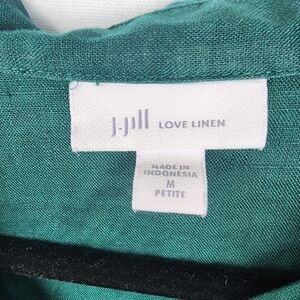 J.Jill LOVE LINEN
MADE IN
INDONESIA
M
PETITE